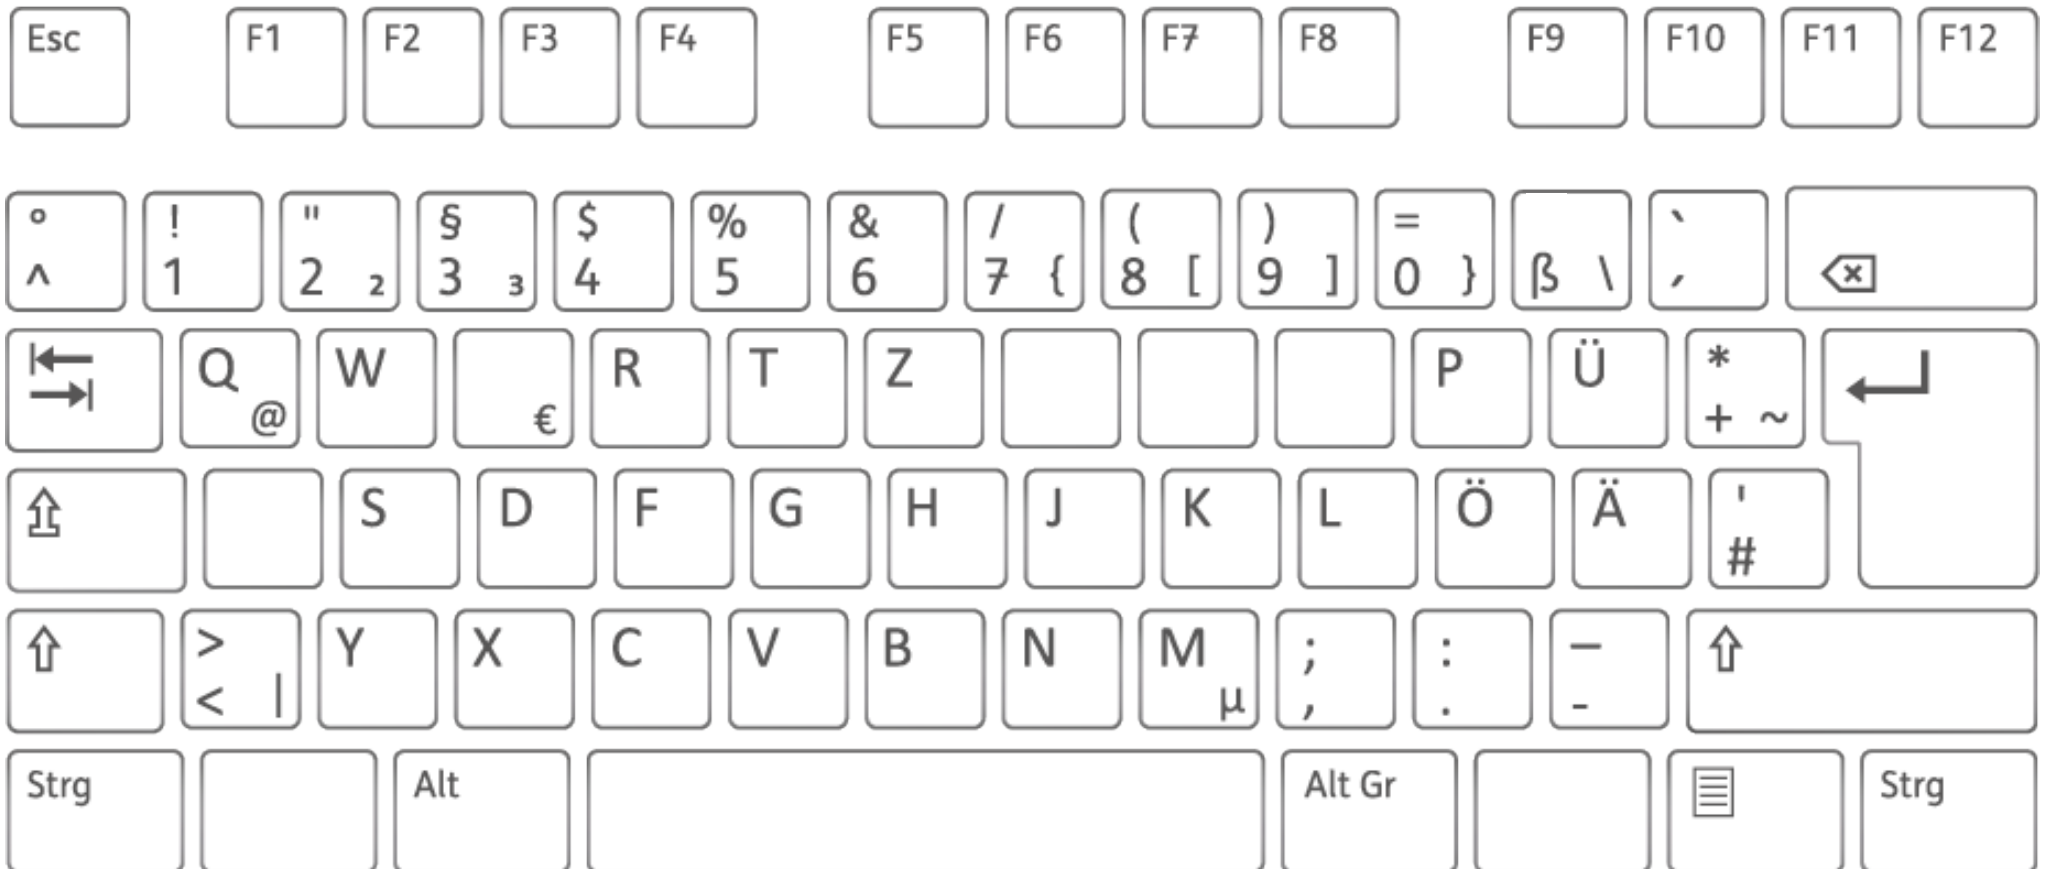 Esc F1 F2 F3 F4 F5 F6 F7 F8 F9 F10 F11 F12
° ! " § $ % & / ( ) = `
^ 1 2 ² 3 ³ 4 5 6 7 { 8 [ 9 ] 0 } ß \ ´
Q W R T Z P Ü *
@ € + ~
S D F G H J K L Ö Ä '
#
> Y X C V B N M ; : –
< | µ , . -
Strg Alt Alt Gr Strg